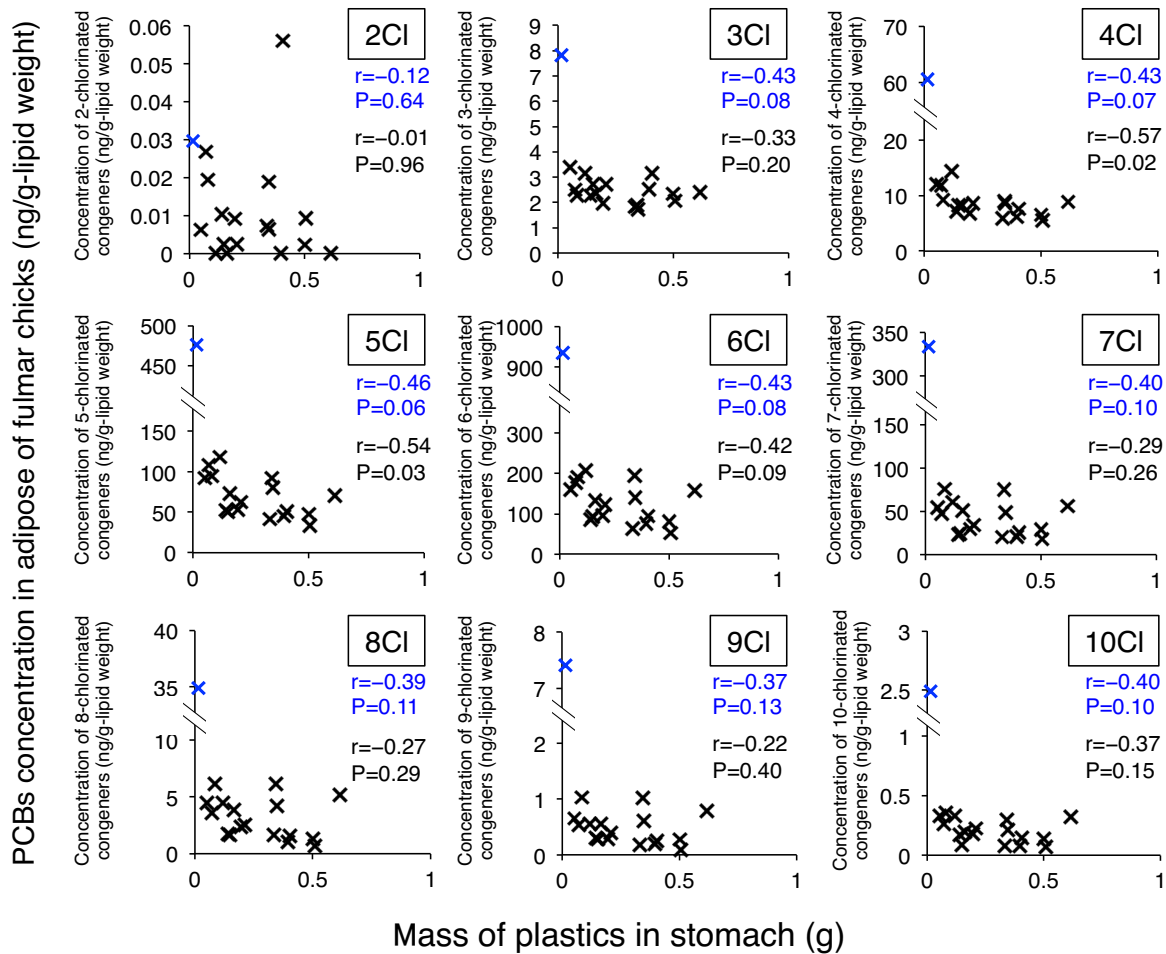 PCBs concentration in adipose of fulmar chicks (ng/g-lipid weight)
Concentration of 2-chlorinated
congeners (ng/g-lipid weight)
0.06
0.05
0.04
0.03
0.02
0.01
0
0
0.5
1
2Cl
r=−0.12
P=0.64
r=−0.01
P=0.96
Concentration of 3-chlorinated
congeners (ng/g-lipid weight)
9
8
7
6
5
4
3
2
1
0
0
0.5
1
3Cl
r=−0.43
P=0.08
r=−0.33
P=0.20
Concentration of 4-chlorinated
congeners (ng/g-lipid weight)
70
60
20
10
0
0
0.5
1
4Cl
r=−0.43
P=0.07
r=−0.57
P=0.02
Concentration of 5-chlorinated
congeners (ng/g-lipid weight)
500
450
150
100
50
0
0
0.5
1
5Cl
r=−0.46
P=0.06
r=−0.54
P=0.03
Concentration of 6-chlorinated
congeners (ng/g-lipid weight)
1000
900
300
200
100
0
0
0.5
1
6Cl
r=−0.43
P=0.08
r=−0.42
P=0.09
Concentration of 7-chlorinated
congeners (ng/g-lipid weight)
350
300
150
100
50
0
0
0.5
1
7Cl
r=−0.40
P=0.10
r=−0.29
P=0.26
Concentration of 8-chlorinated
congeners (ng/g-lipid weight)
40
35
10
5
0
0
0.5
1
8Cl
r=−0.39
P=0.11
r=−0.27
P=0.29
Concentration of 9-chlorinated
congeners (ng/g-lipid weight)
8
7
2
1
0
0
0.5
1
9Cl
r=−0.37
P=0.13
r=−0.22
P=0.40
Concentration of 10-chlorinated
congeners (ng/g-lipid weight)
3
2.5
1
0.5
0
0
0.5
1
10Cl
r=−0.40
P=0.10
r=−0.37
P=0.15
Mass of plastics in stomach (g)